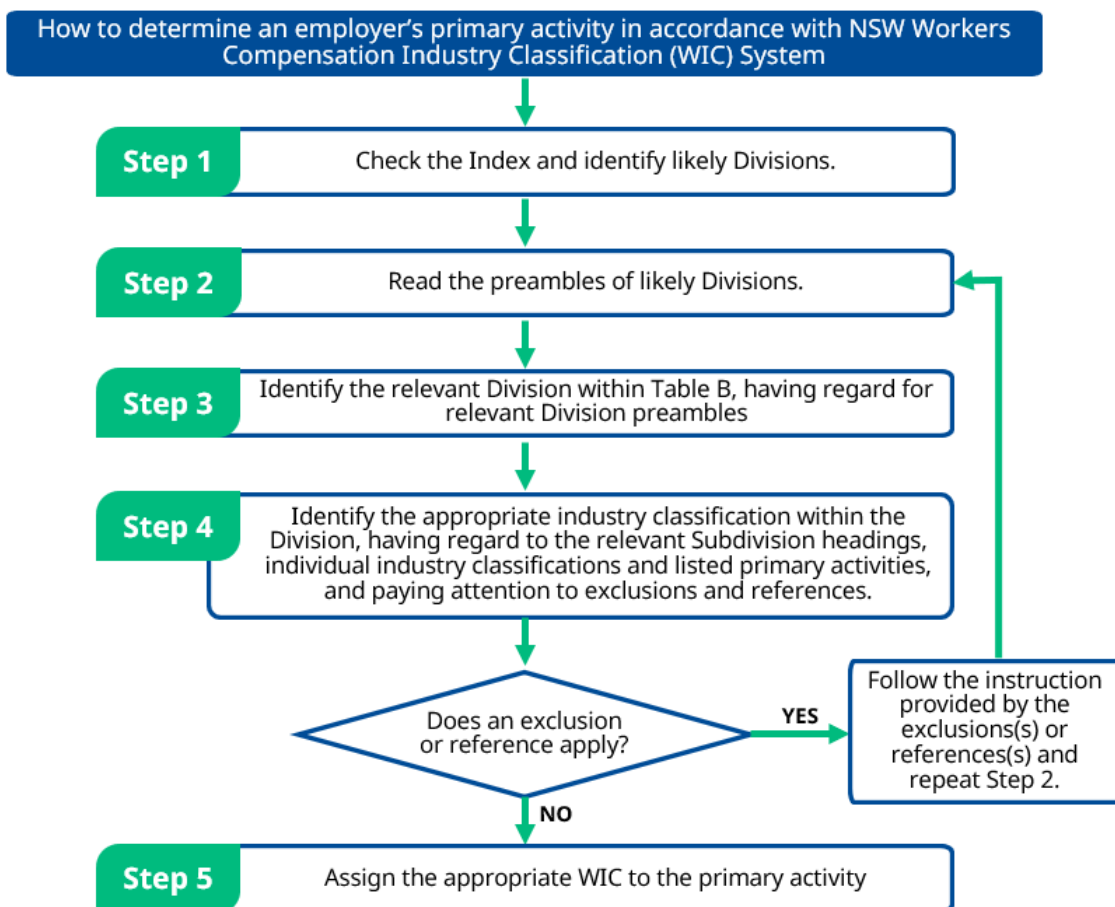 How to determine an employer’s primary activity in accordance with NSW Workers
Compensation Industry Classification (WIC) System
Step 1
Check the Index and identify likely Divisions.
Step 2
Read the preambles of likely Divisions.
Step 3
Identify the relevant Division within Table B, having regard for
relevant Division preambles
Step 4
Identify the appropriate industry classification within the
Division, having regard to the relevant Subdivision headings,
individual industry classifications and listed primary activities,
and paying attention to exclusions and references.
Does an exclusion
or reference apply?
YES
Follow the instruction
provided by the
exclusions(s) or
references(s) and
repeat Step 2.
NO
Step 5
Assign the appropriate WIC to the primary activity